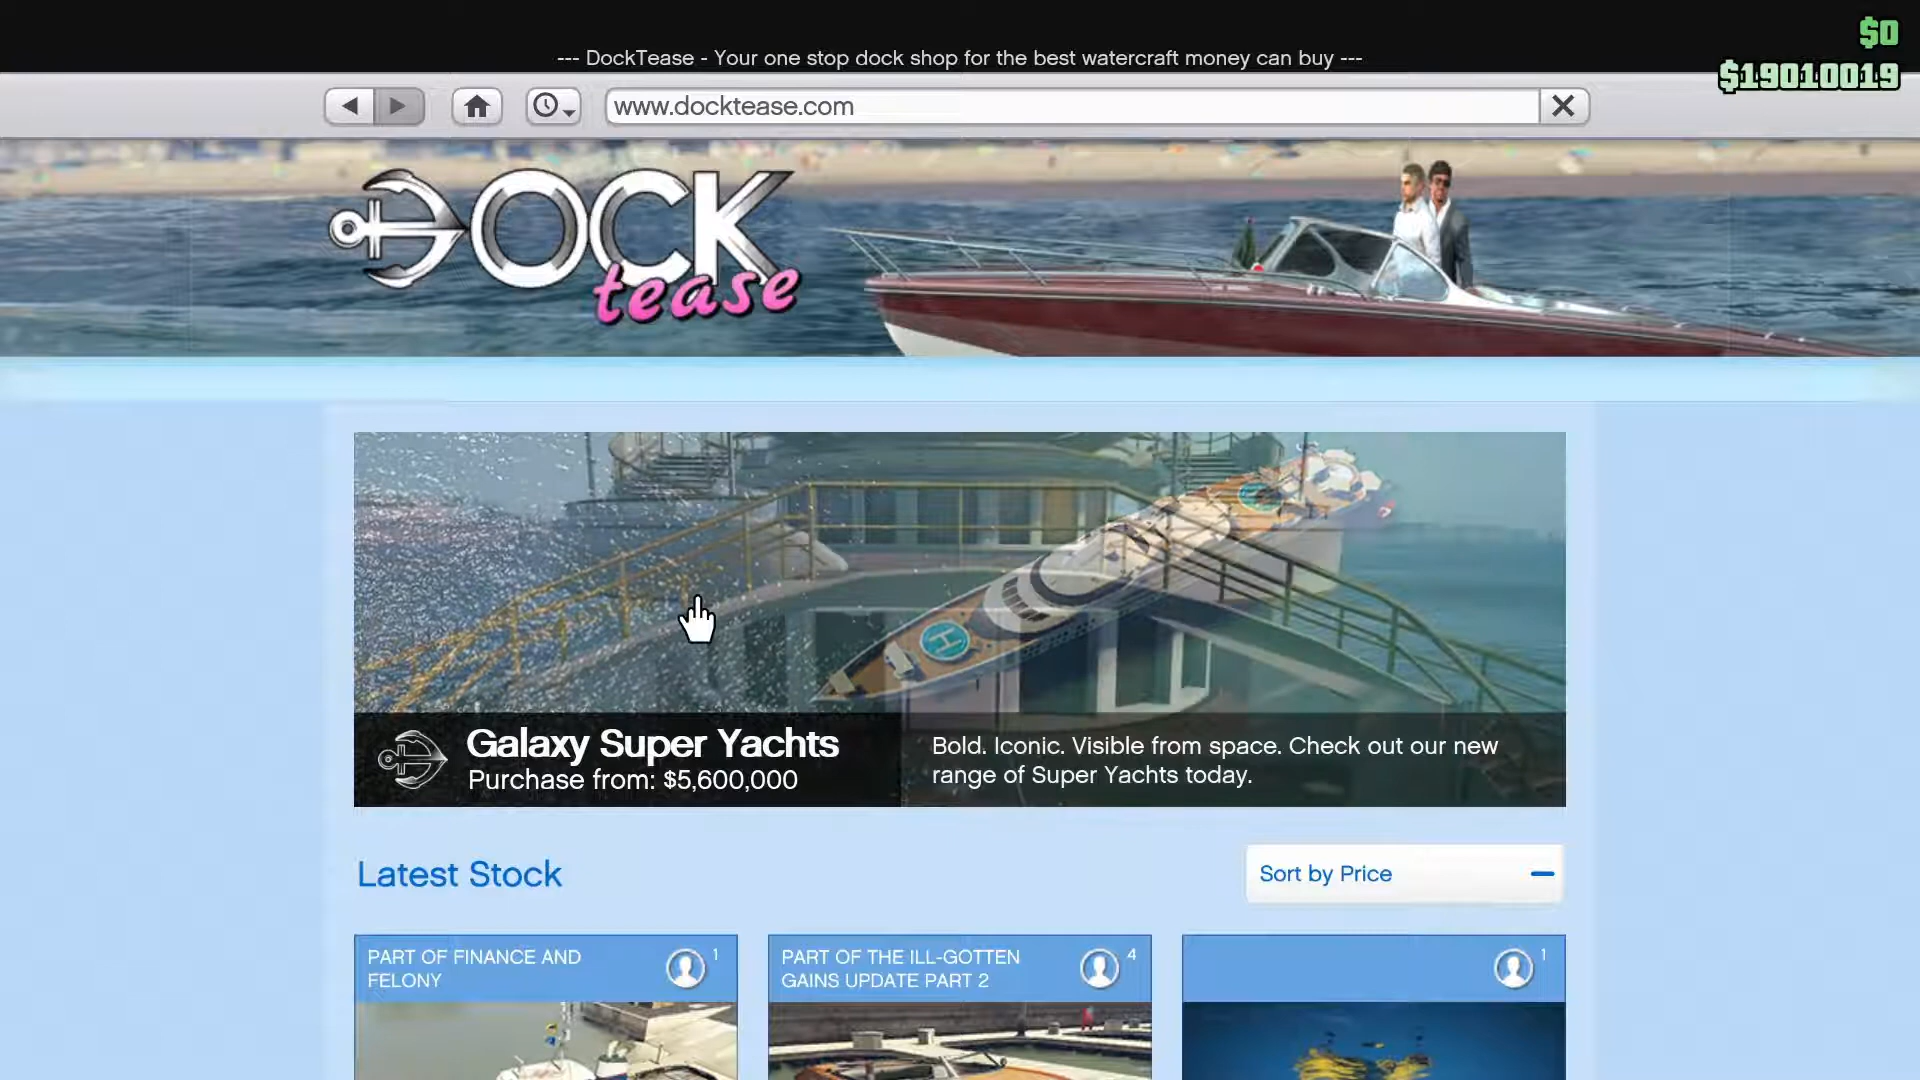 $0
--- DockTease - Your one stop dock shop for the best watercraft money can buy ---
$19010019
www.docktease.com
DOCK
tease
H
Galaxy Super Yachts
Purchase from: $5,600,000
Bold. Iconic. Visible from space. Check out our new
range of Super Yachts today.
Latest Stock
Sort by Price
PART OF FINANCE AND
FELONY
1
PART OF THE ILL-GOTTEN
GAINS UPDATE PART 2
4
1